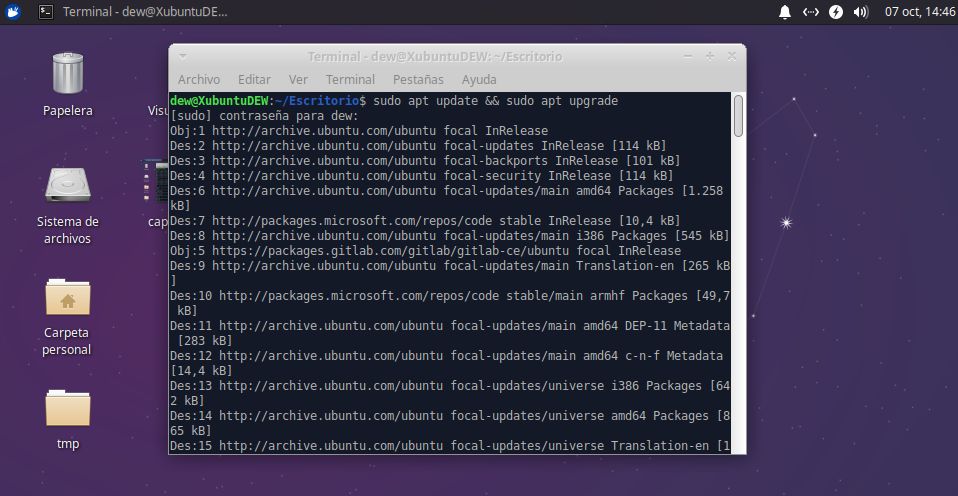 Terminal - dew@XubuntuDE...
07 oct, 14:46
Papelera
Sistema de
archivos
Carpeta
personal
tmp
Visu
cap
Terminal - dew@XubuntuDEW: ~/Escritorio
Archivo Editar Ver Terminal Pestañas Ayuda
dew@XubuntuDEW:~/Escritorio$ sudo apt update && sudo apt upgrade
[sudo] contraseña para dew:
Obj:1 http://archive.ubuntu.com/ubuntu focal InRelease
Des:2 http://archive.ubuntu.com/ubuntu focal-updates InRelease [114 kB]
Des:3 http://archive.ubuntu.com/ubuntu focal-backports InRelease [101 kB]
Des:4 http://archive.ubuntu.com/ubuntu focal-security InRelease [114 kB]
Des:6 http://archive.ubuntu.com/ubuntu focal-updates/main amd64 Packages [1.258
kB]
Des:7 http://packages.microsoft.com/repos/code stable InRelease [10,4 kB]
Des:8 http://archive.ubuntu.com/ubuntu focal-updates/main i386 Packages [545 kB]
Obj:5 https://packages.gitlab.com/gitlab/gitlab-ce/ubuntu focal InRelease
Des:9 http://archive.ubuntu.com/ubuntu focal-updates/main Translation-en [265 kB
]
Des:10 http://packages.microsoft.com/repos/code stable/main armhf Packages [49,7
kB]
Des:11 http://archive.ubuntu.com/ubuntu focal-updates/main amd64 DEP-11 Metadata
[283 kB]
Des:12 http://archive.ubuntu.com/ubuntu focal-updates/main amd64 c-n-f Metadata
[14,4 kB]
Des:13 http://archive.ubuntu.com/ubuntu focal-updates/universe i386 Packages [64
2 kB]
Des:14 http://archive.ubuntu.com/ubuntu focal-updates/universe amd64 Packages [8
65 kB]
Des:15 http://archive.ubuntu.com/ubuntu focal-updates/universe Translation-en [1